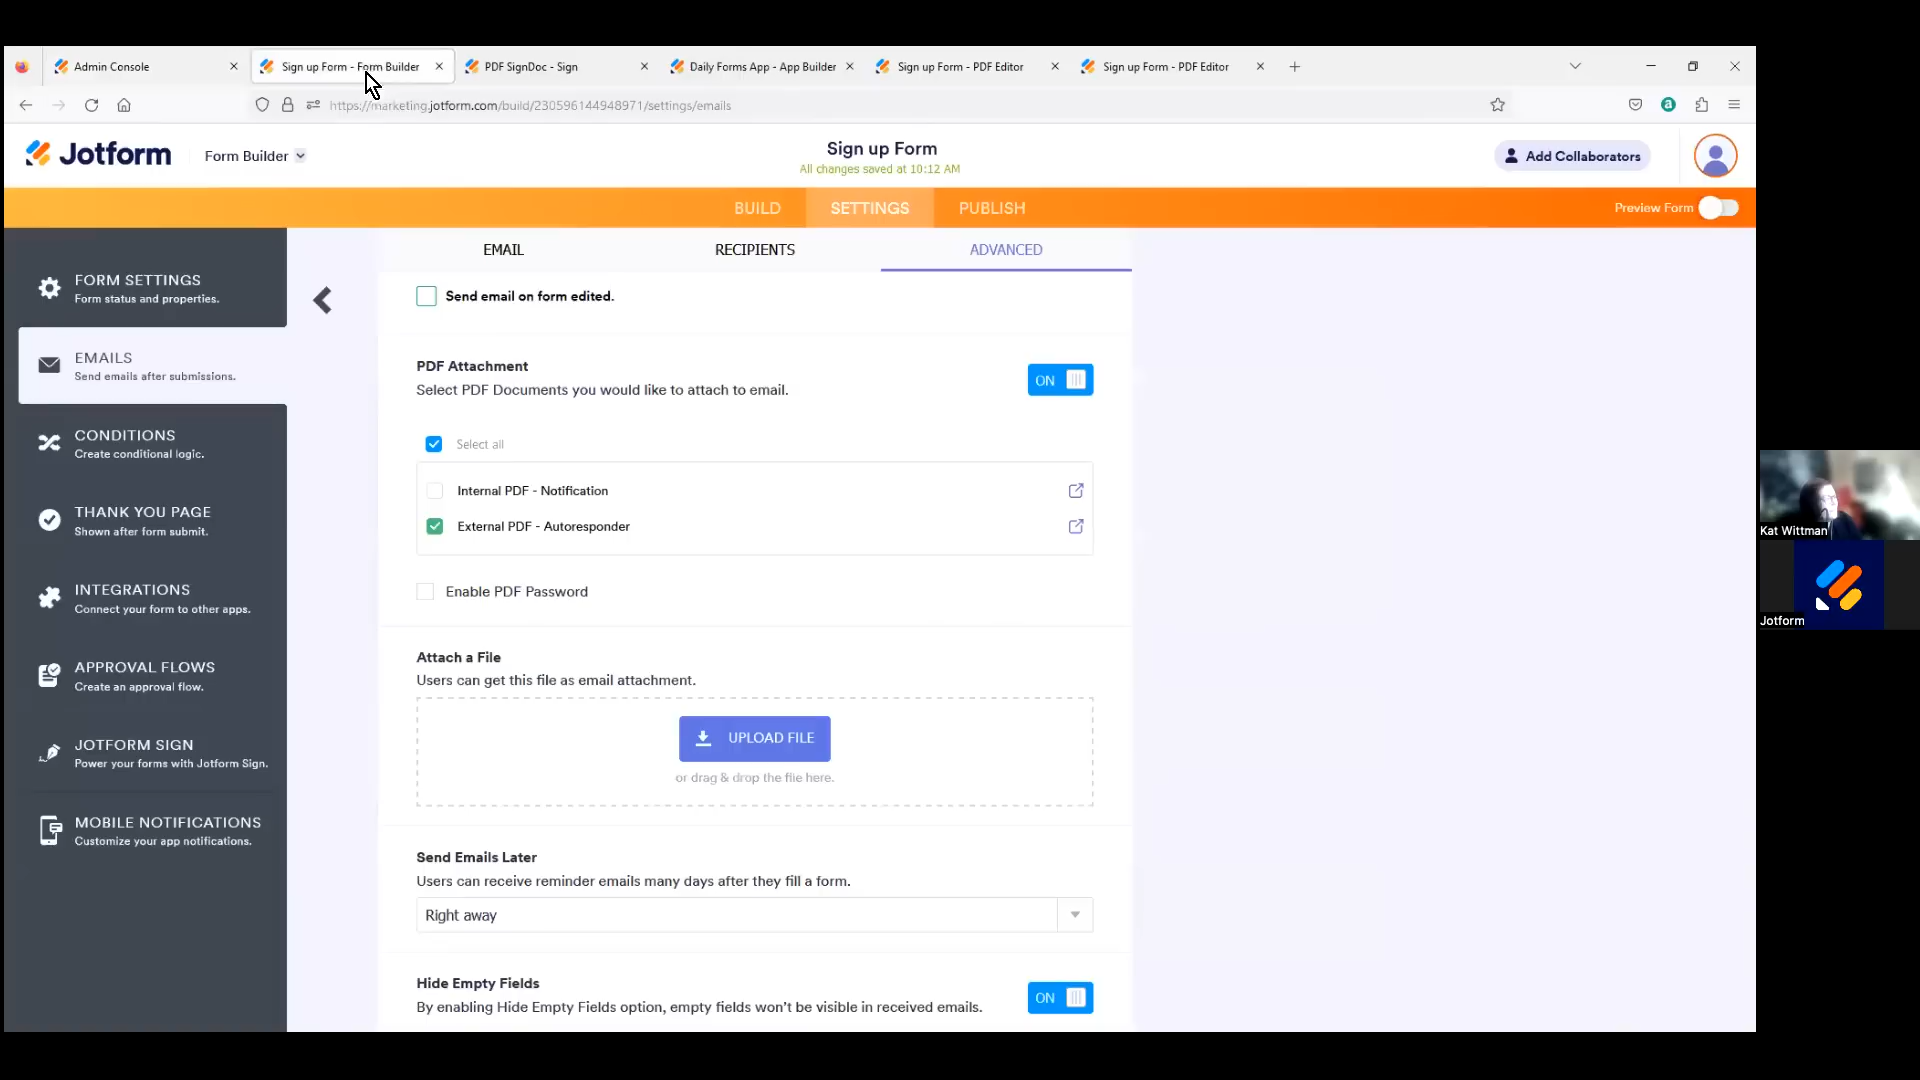 Admin Console
Sign up Form - Form Builder
PDF SignDoc - Sign
Daily Forms App - App Builder
Sign up Form - PDF Editor
Sign up Form - PDF Editor
https://marketing.jotform.com/build/230596144948971/settings/emails
Jotform
Form Builder
Sign up Form
All changes saved at 10:12 AM
Add Collaborators
BUILD
SETTINGS
PUBLISH
Preview Form
FORM SETTINGS
Form status and properties.
EMAILS
Send emails after submissions.
CONDITIONS
Create conditional logic.
THANK YOU PAGE
Shown after form submit.
INTEGRATIONS
Connect your form to other apps.
APPROVAL FLOWS
Create an approval flow.
JOTFORM SIGN
Power your forms with Jotform Sign.
MOBILE NOTIFICATIONS
Customize your app notifications.
EMAIL
RECIPIENTS
ADVANCED
Send email on form edited.
PDF Attachment
Select PDF Documents you would like to attach to email.
ON
Select all
Internal PDF - Notification
External PDF - Autoresponder
Enable PDF Password
Attach a File
Users can get this file as email attachment.
UPLOAD FILE
or drag & drop the file here.
Send Emails Later
Users can receive reminder emails many days after they fill a form.
Right away
Hide Empty Fields
By enabling Hide Empty Fields option, empty fields won't be visible in received emails.
ON
Kat Wittman
Jotform